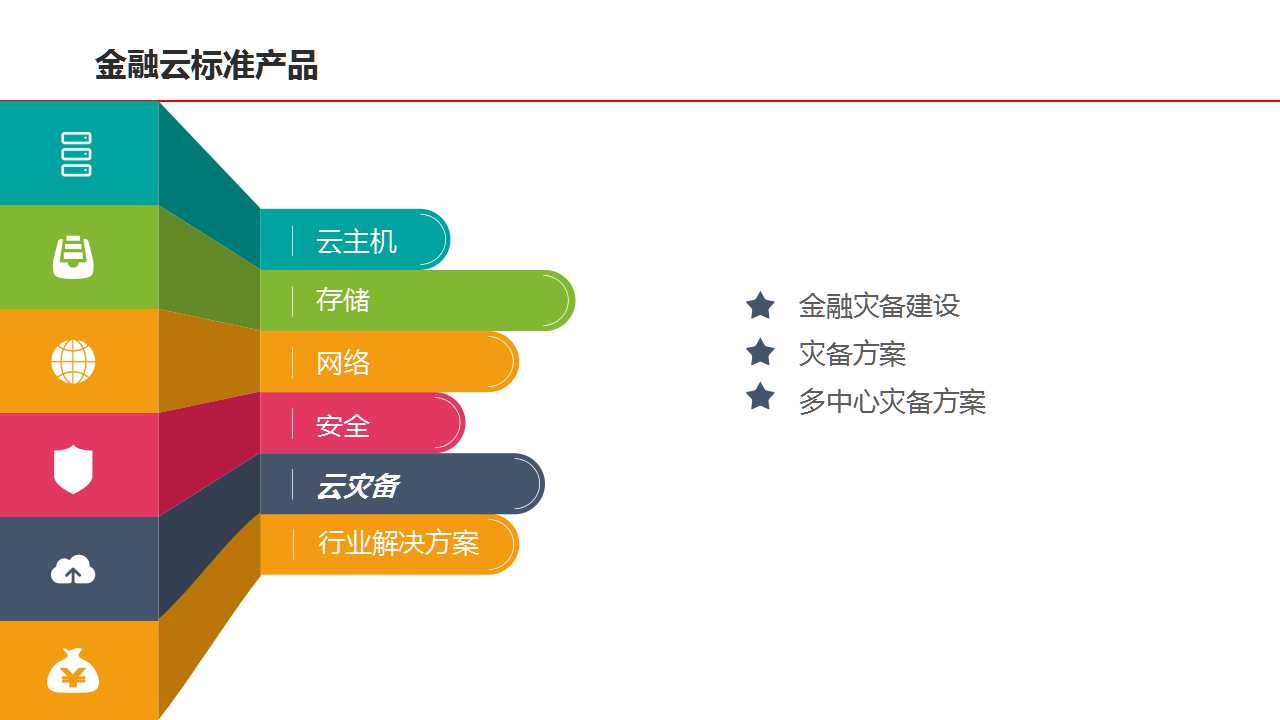 金融云标准产品
云主机
存储
网络
安全
云灾备
行业解决方案
金融灾备建设
灾备方案
多中心灾备方案